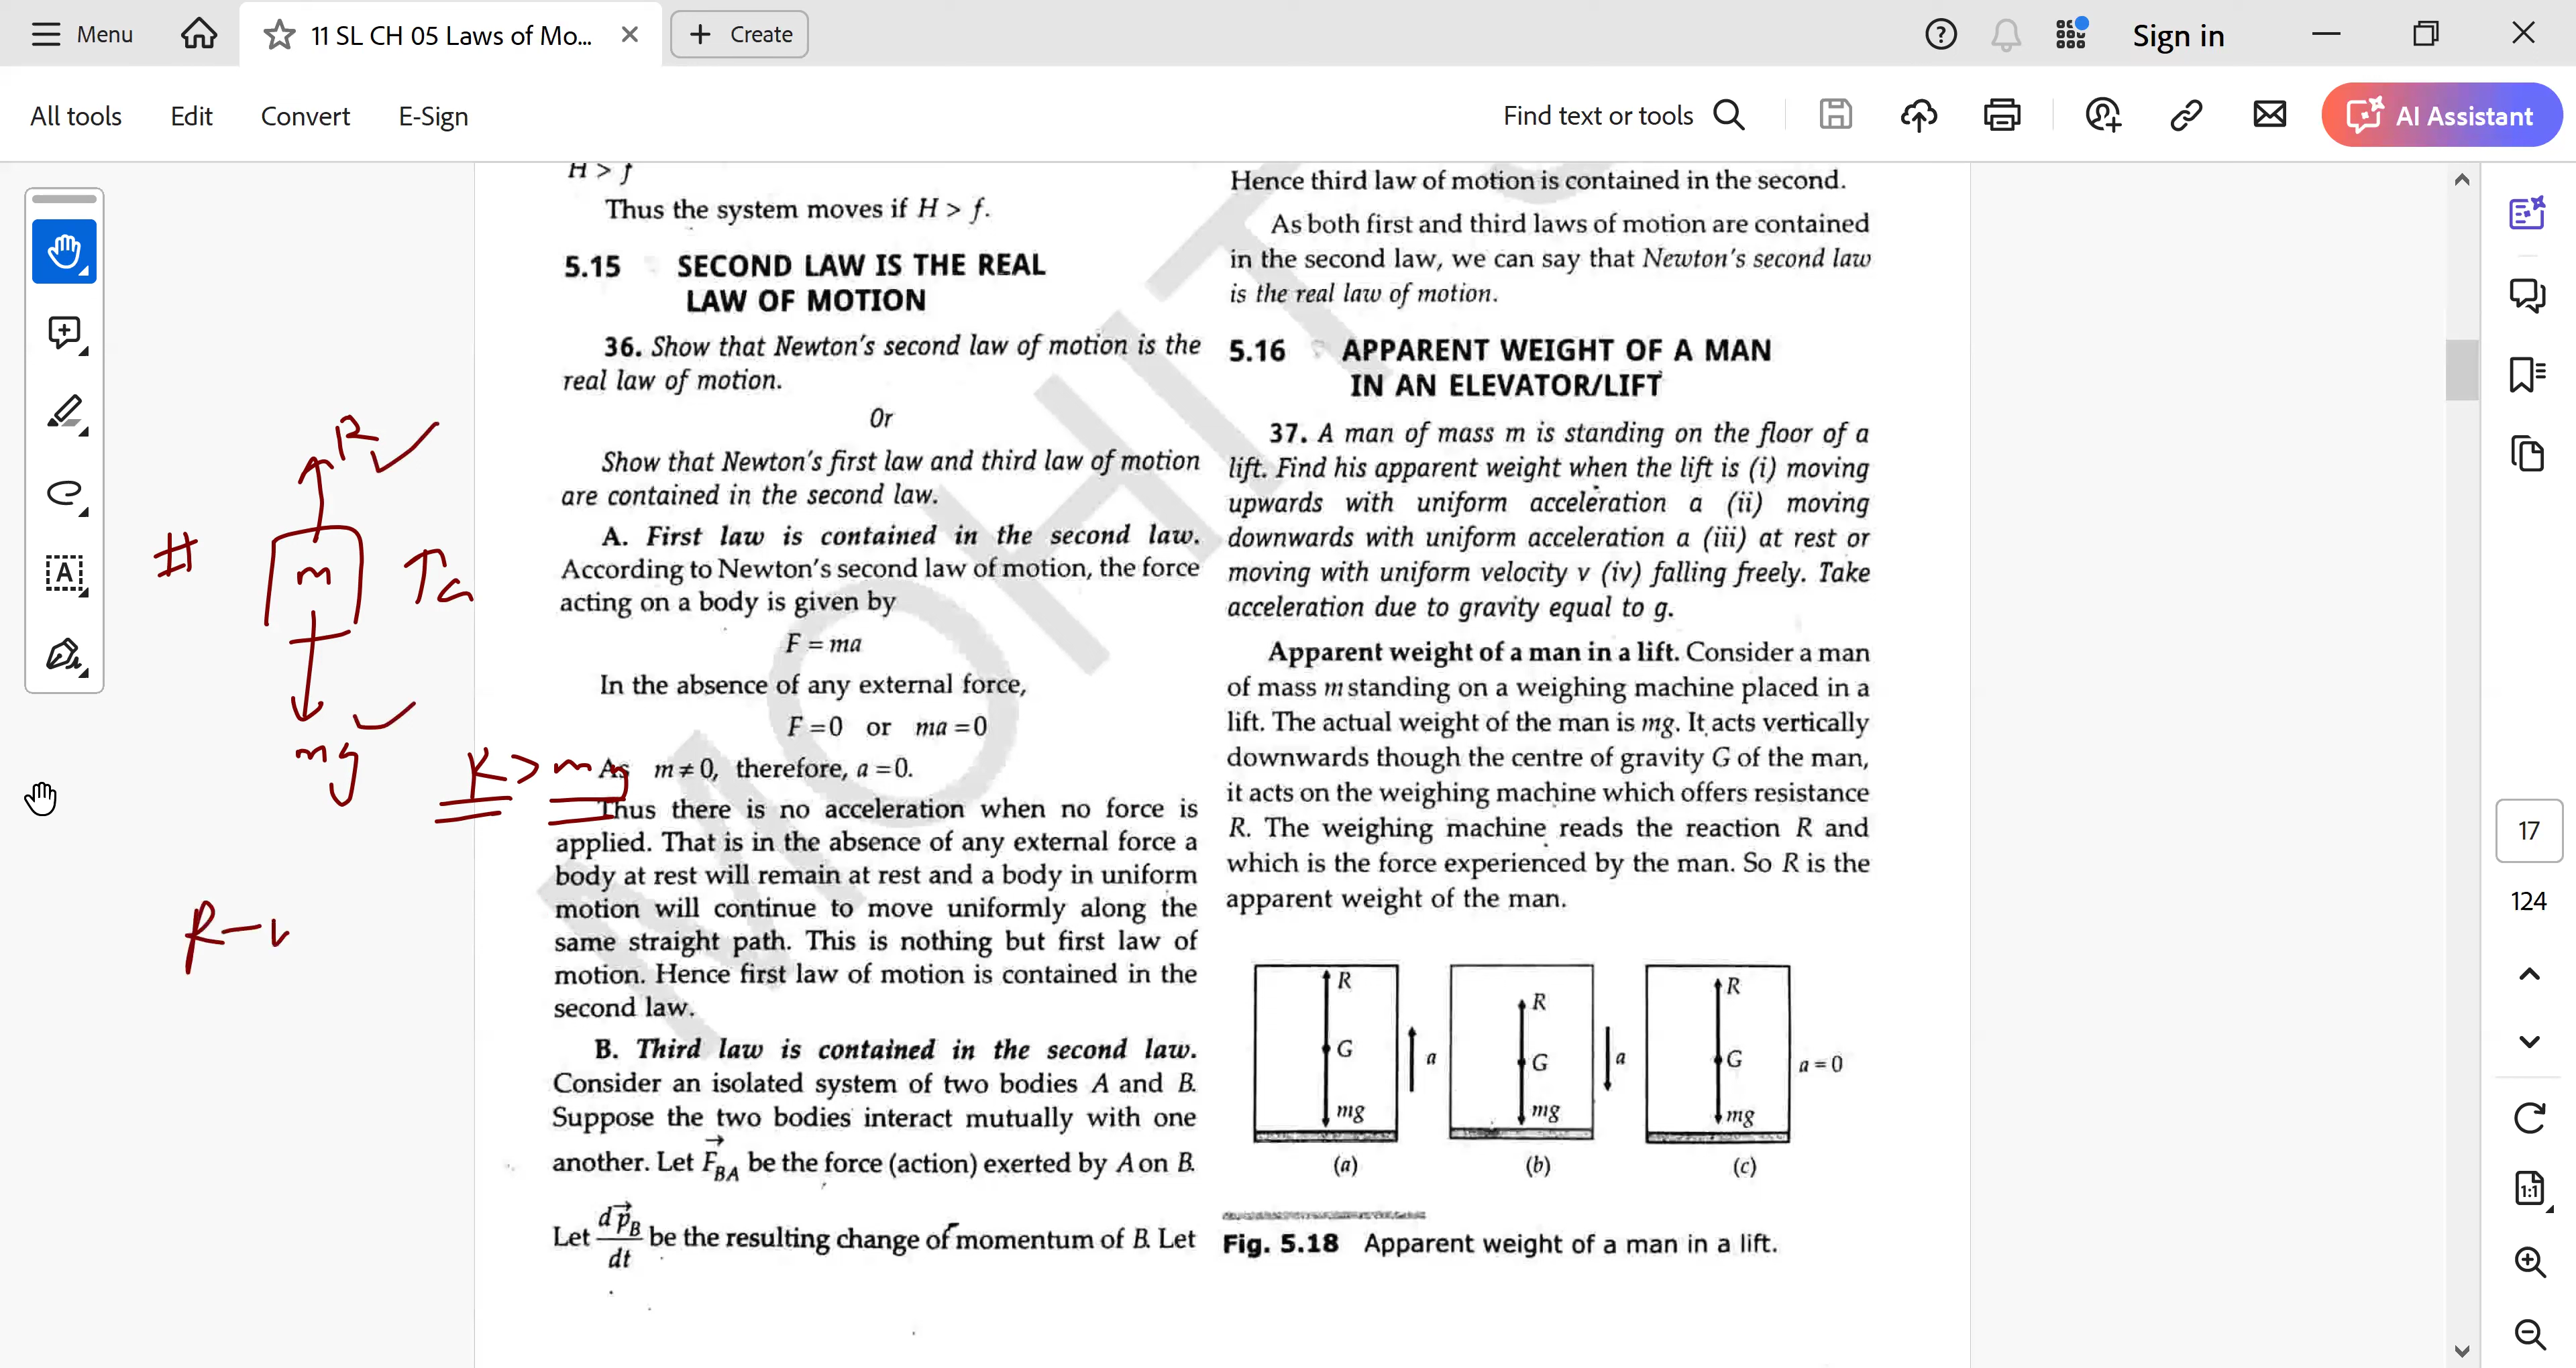 Menu
11 SL CH 05 Laws of Mo...
Create
Sign in
All tools
Edit
Convert
E-Sign
Find text or tools
AI Assistant
H > f
Thus the system moves if H > f.
5.15 SECOND LAW IS THE REAL
LAW OF MOTION
36. Show that Newton's second law of motion is the
real law of motion.
Or
Show that Newton's first law and third law of motion
are contained in the second law.
A. First law is contained in the second law.
According to Newton's second law of motion, the force
acting on a body is given by
F = ma
In the absence of any external force,
F = 0 or ma = 0
As m ≠ 0, therefore, a = 0.
Thus there is no acceleration when no force is
applied. That is in the absence of any external force a
body at rest will remain at rest and a body in uniform
motion will continue to move uniformly along the
same straight path. This is nothing but first law of
motion. Hence first law of motion is contained in the
second law.
B. Third law is contained in the second law.
Consider an isolated system of two bodies A and B.
Suppose the two bodies interact mutually with one
another. Let F⃗_BA be the force (action) exerted by A on B.
Let dp⃗_B/dt be the resulting change of momentum of B. Let
Hence third law of motion is contained in the second.
As both first and third laws of motion are contained
in the second law, we can say that Newton's second law
is the real law of motion.
5.16 APPARENT WEIGHT OF A MAN
IN AN ELEVATOR/LIFT
37. A man of mass m is standing on the floor of a
lift. Find his apparent weight when the lift is (i) moving
upwards with uniform acceleration a (ii) moving
downwards with uniform acceleration a (iii) at rest or
moving with uniform velocity v (iv) falling freely. Take
acceleration due to gravity equal to g.
Apparent weight of a man in a lift. Consider a man
of mass m standing on a weighing machine placed in a
lift. The actual weight of the man is mg. It acts vertically
downwards though the centre of gravity G of the man,
it acts on the weighing machine which offers resistance
R. The weighing machine reads the reaction R and
which is the force experienced by the man. So R is the
apparent weight of the man.
R
G
mg
a
(a)
R
G
mg
a
(b)
R
G
mg
a = 0
(c)
Fig. 5.18 Apparent weight of a man in a lift.
R
#
m
a
mg
R > mg
R –
MOHIT
17
124
1:1